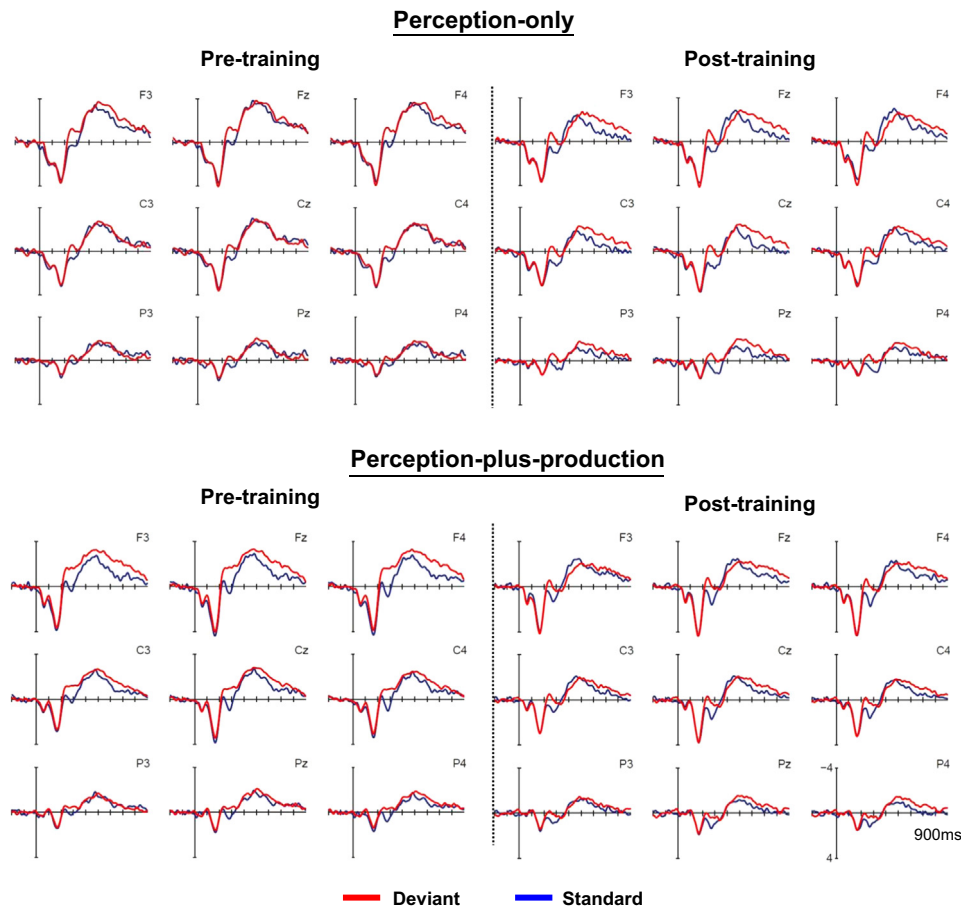 Perception-only
Pre-training Post-training
F3 Fz F4 F3 Fz F4
C3 Cz C4 C3 Cz C4
P3 Pz P4 P3 Pz P4
Perception-plus-production
Pre-training Post-training
F3 Fz F4 F3 Fz F4
C3 Cz C4 C3 Cz C4
P3 Pz P4 P3 Pz −4 P4
900ms
4
Deviant Standard